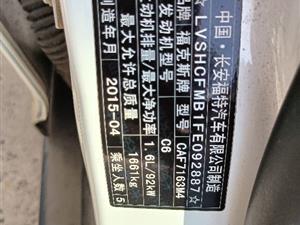 中国·长安福特汽车有限公司制造
☆LVSHCFMB1FE092887☆
品牌 福克斯牌 CAF7163M4
发动机型号 C6
发动机排量/最大净功率 1.6L/92kW
最大允许总质量 1661kg
制造年月 2015-04 乘坐人数 5